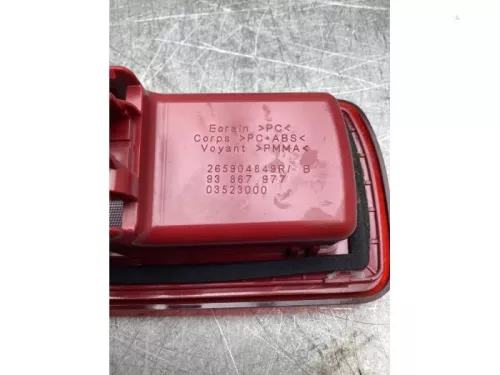 Ecrain >PC<
Corps >PC+ABS<
Voyant >PMMA<
265904849R/- B
93 867 977
03523000